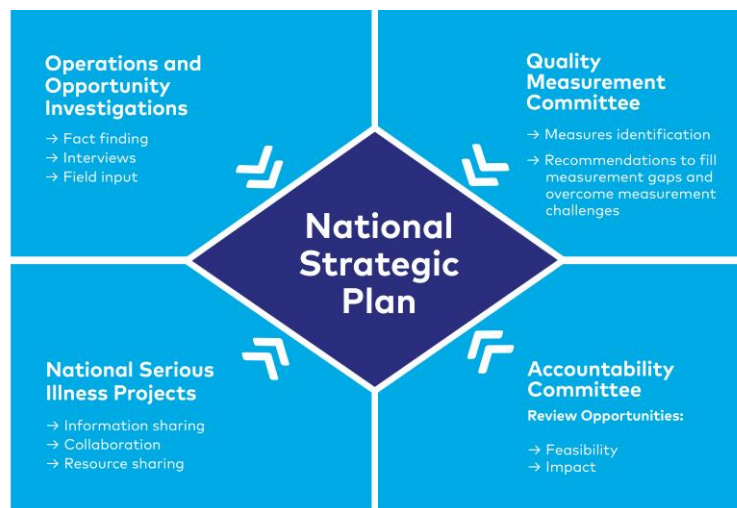 Operations and
Opportunity
Investigations
→ Fact finding
→ Interviews
→ Field input
Quality
Measurement
Committee
→ Measures identification
→ Recommendations to fill
measurement gaps and
overcome measurement
challenges
National
Strategic
Plan
National Serious
Illness Projects
→ Information sharing
→ Collaboration
→ Resource sharing
Accountability
Committee
Review Opportunities:
→ Feasibility
→ Impact